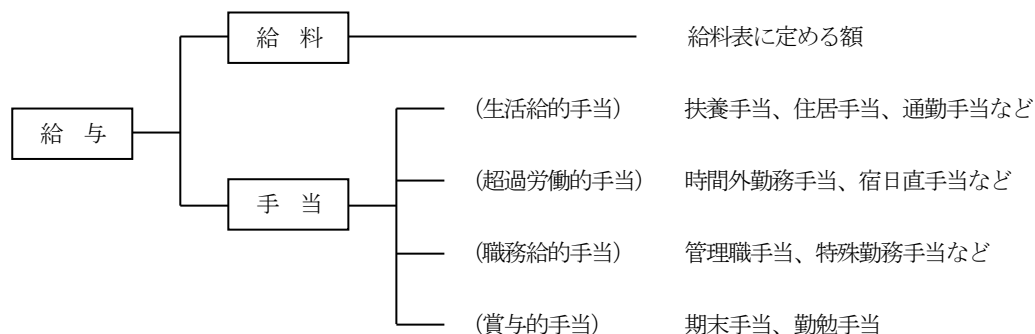 給 料 給料表に定める額
(生活給的手当) 扶養手当、住居手当、通勤手当など
給 与
(超過労働的手当) 時間外勤務手当、宿日直手当など
手 当
(職務給的手当) 管理職手当、特殊勤務手当など
(賞与的手当) 期末手当、勤勉手当